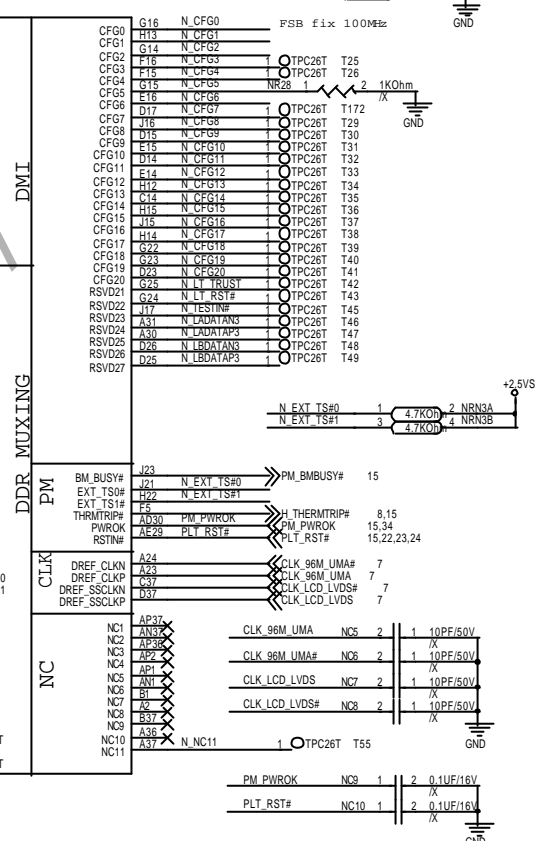 GND
FSB fix 100MHz
CFG0 G16 N_CFG0
CFG1 H13 N_CFG1
CFG2 G14 N_CFG2
CFG3 F16 N_CFG3 1 TPC26T T25
CFG4 F15 N_CFG4 1 TPC26T T26
CFG5 G15 N_CFG5 NR28 1 2 1KOhm
/X
GND
CFG6 E16 N_CFG6
CFG7 D17 N_CFG7 1 TPC26T T172
CFG8 J16 N_CFG8 1 TPC26T T29
CFG9 D15 N_CFG9 1 TPC26T T30
CFG10 E15 N_CFG10 1 TPC26T T31
CFG11 D14 N_CFG11 1 TPC26T T32
CFG12 E14 N_CFG12 1 TPC26T T33
CFG13 H12 N_CFG13 1 TPC26T T34
CFG14 C14 N_CFG14 1 TPC26T T35
CFG15 H15 N_CFG15 1 TPC26T T36
CFG16 J15 N_CFG16 1 TPC26T T37
CFG17 H14 N_CFG17 1 TPC26T T38
CFG18 G22 N_CFG18 1 TPC26T T39
CFG19 G23 N_CFG19 1 TPC26T T40
CFG20 D23 N_CFG20 1 TPC26T T41
RSVD21 G25 N_LT_TRUST 1 TPC26T T42
RSVD22 G24 N_LT_RST# 1 TPC26T T43
RSVD23 J17 N_TESTIN# 1 TPC26T T45
RSVD24 A31 N_LADATAN3 1 TPC26T T46
RSVD25 A30 N_LADATAP3 1 TPC26T T47
RSVD26 D26 N_LBDATAN3 1 TPC26T T48
RSVD27 D25 N_LBDATAP3 1 TPC26T T49
DMI
DDR MUXING
+2.5VS
N_EXT_TS#0 1 4.7KOhm 2 NRN3A
N_EXT_TS#1 3 4.7KOhm 4 NRN3B
PM
BM_BUSY# J23 PM_BMBUSY# 15
EXT_TS0# J21 N_EXT_TS#0
EXT_TS1# H22 N_EXT_TS#1
THRMTRIP# F5 H_THERMTRIP# 8,15
PWROK AD30 PM_PWROK PM_PWROK 15,34
RSTIN# AE29 PLT_RST# PLT_RST# 15,22,23,24
CLK
DREF_CLKN A24 CLK_96M_UMA# 7
DREF_CLKP A23 CLK_96M_UMA 7
DREF_SSCLKN C37 CLK_LCD_LVDS# 7
DREF_SSCLKP D37 CLK_LCD_LVDS 7
NC
NC1 AP37
NC2 AN37
NC3 AP36
NC4 AP2
NC5 AP1
NC6 AN1
NC7 B1
NC8 A2
NC9 B37
NC10 A36
NC11 A37 N_NC11 1 TPC26T T55
CLK_96M_UMA NC5 2 1 10PF/50V
/X
CLK_96M_UMA# NC6 2 1 10PF/50V
/X
CLK_LCD_LVDS NC7 2 1 10PF/50V
/X
CLK_LCD_LVDS# NC8 2 1 10PF/50V
/X
GND
PM_PWROK NC9 1 2 0.1UF/16V
/X
PLT_RST# NC10 1 2 0.1UF/16V
/X
GND